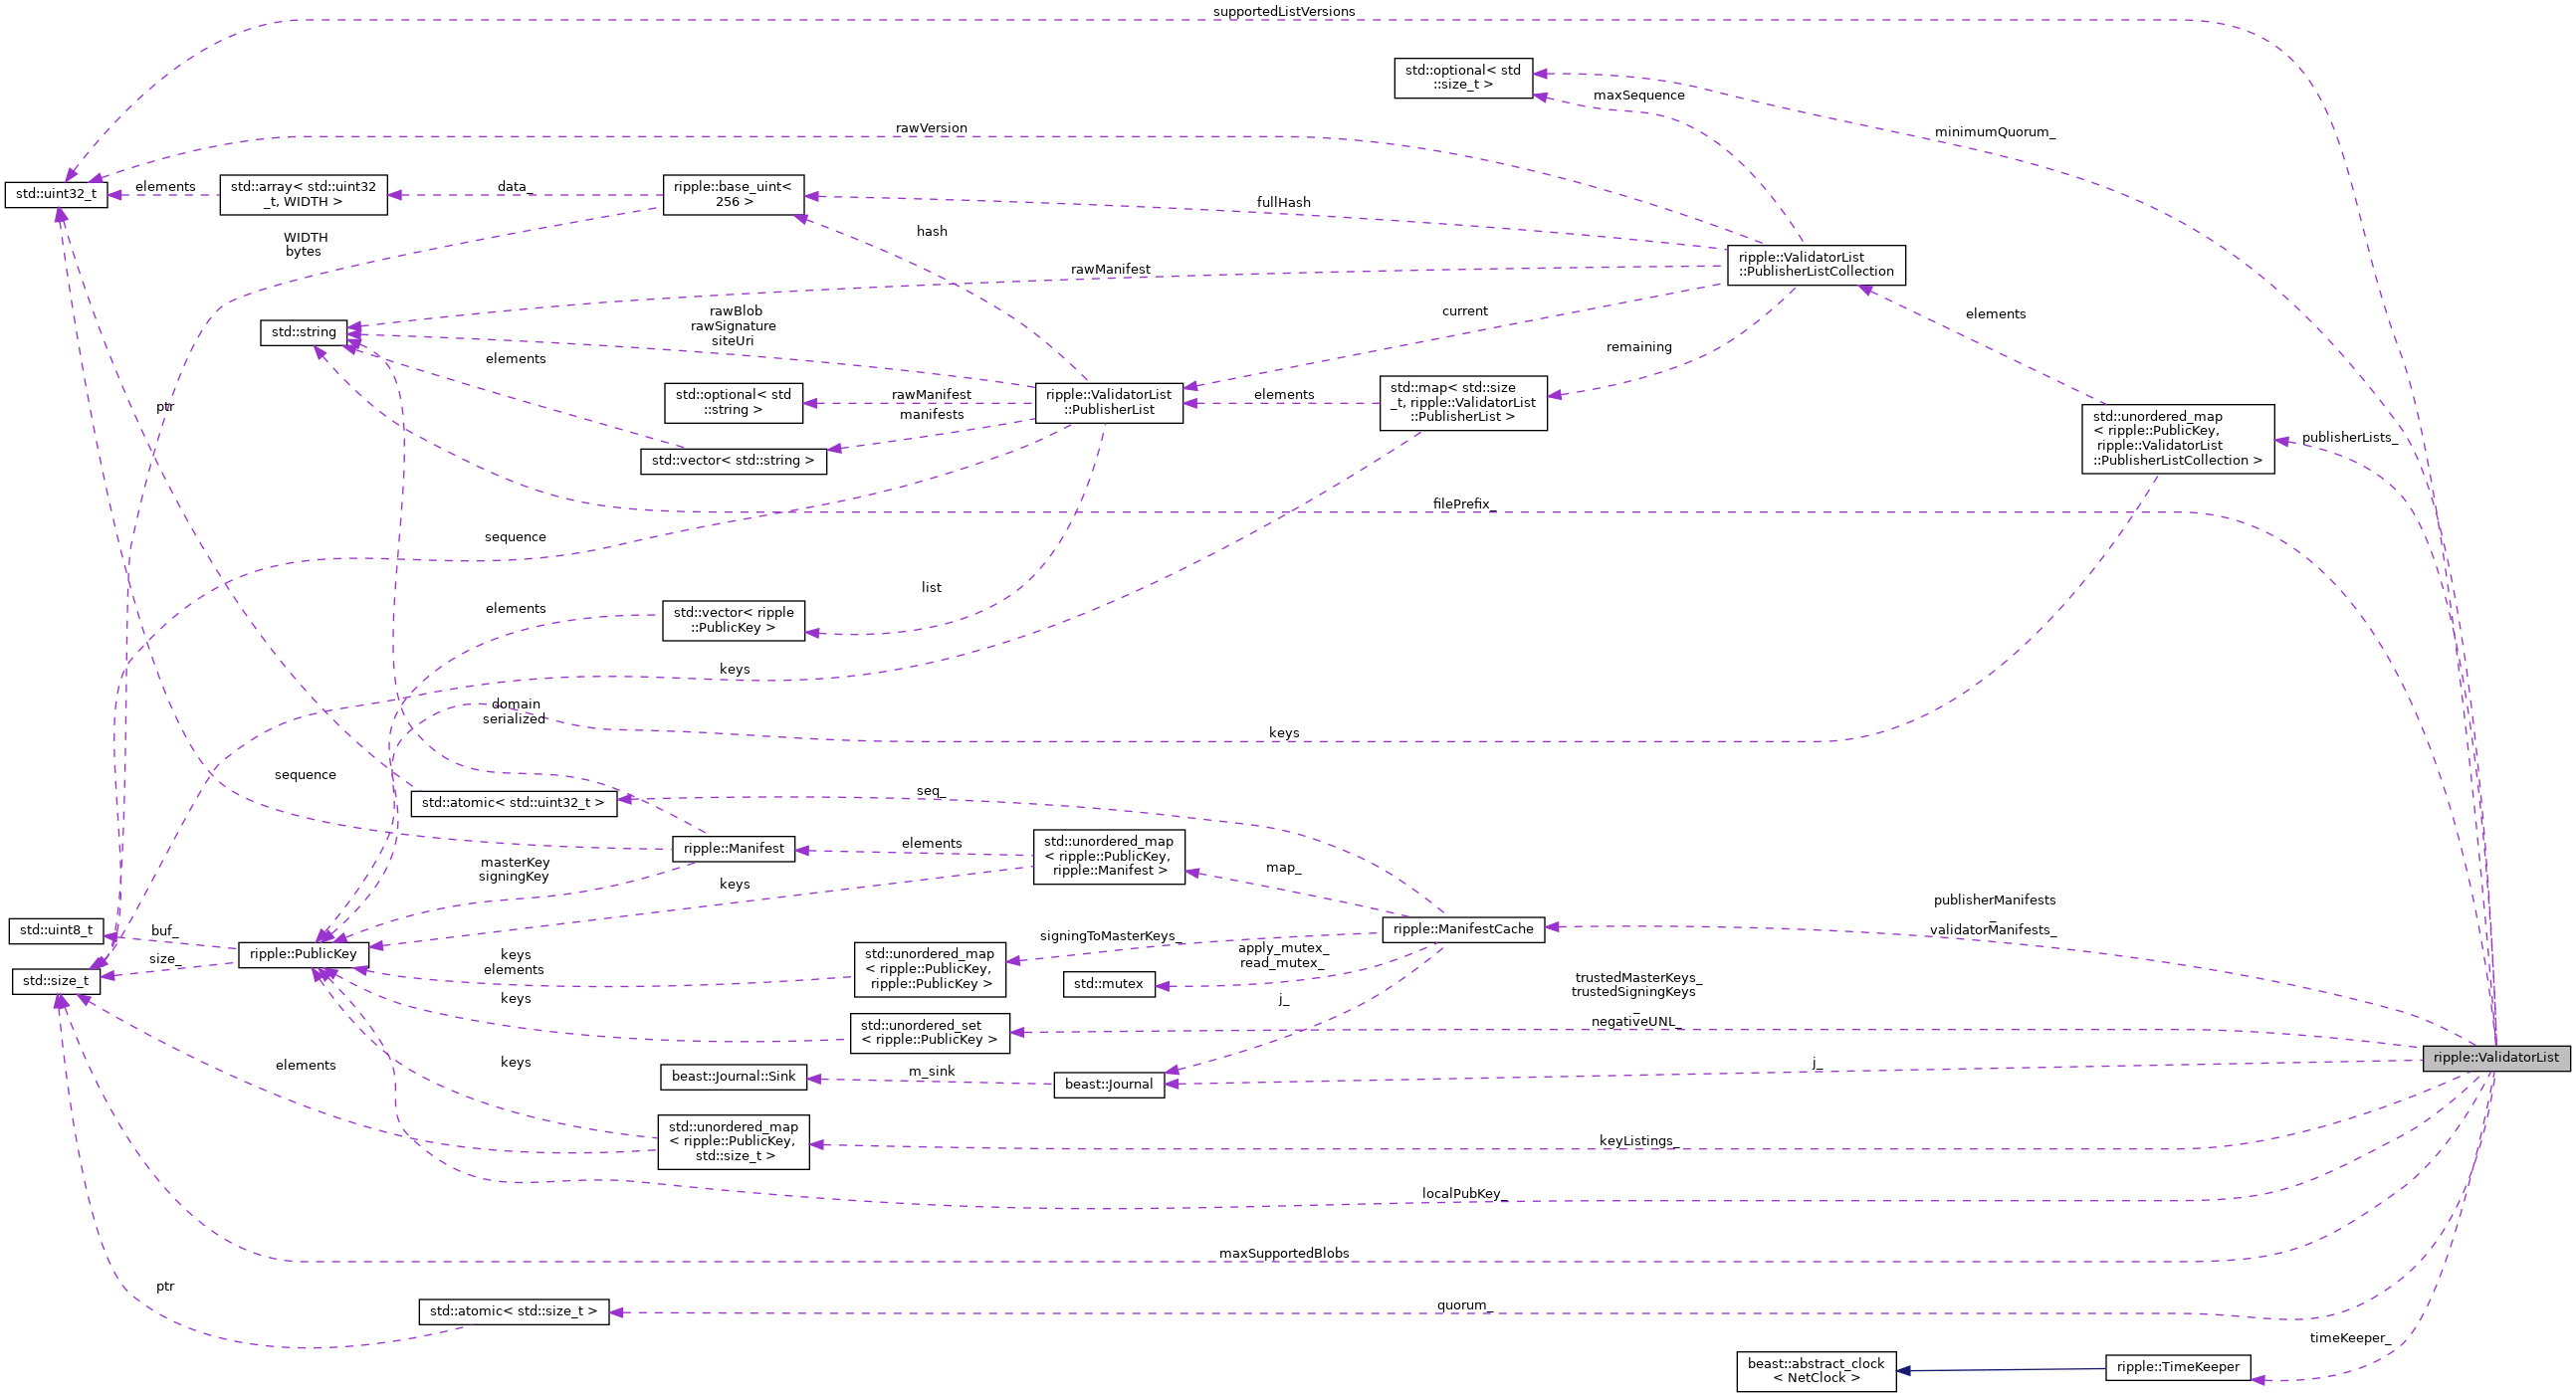 supportedListVersions
std::optional< std
::size_t >
maxSequence
rawVersion
minimumQuorum_
std::uint32_t
elements
std::array< std::uint32
_t, WIDTH >
data_
ripple::base_uint<
256 >
fullHash
hash
WIDTH
bytes
ripple::ValidatorList
::PublisherListCollection
rawManifest
std::string
rawBlob
rawSignature
siteUri
current
elements
remaining
elements
std::optional< std
::string >
rawManifest
manifests
ripple::ValidatorList
::PublisherList
elements
std::map< std::size
_t, ripple::ValidatorList
::PublisherList >
ptr
std::unordered_map
< ripple::PublicKey,
ripple::ValidatorList
::PublisherListCollection >
publisherLists_
std::vector< std::string >
filePrefix_
sequence
list
elements
std::vector< ripple
::PublicKey >
keys
domain
serialized
keys
sequence
std::atomic< std::uint32_t >
seq_
ripple::Manifest
elements
std::unordered_map
< ripple::PublicKey,
ripple::Manifest >
map_
masterKey
signingKey
keys
publisherManifests
_
validatorManifests_
std::uint8_t
buf_
ripple::PublicKey
size_
std::size_t
keys
elements
std::unordered_map
< ripple::PublicKey,
ripple::PublicKey >
signingToMasterKeys_
ripple::ManifestCache
apply_mutex_
read_mutex_
std::mutex
j_
trustedMasterKeys_
trustedSigningKeys
_
negativeUNL_
keys
std::unordered_set
< ripple::PublicKey >
ripple::ValidatorList
elements
keys
beast::Journal::Sink
m_sink
beast::Journal
j_
std::unordered_map
< ripple::PublicKey,
std::size_t >
keyListings_
localPubKey_
maxSupportedBlobs
ptr
std::atomic< std::size_t >
quorum_
timeKeeper_
beast::abstract_clock
< NetClock >
ripple::TimeKeeper